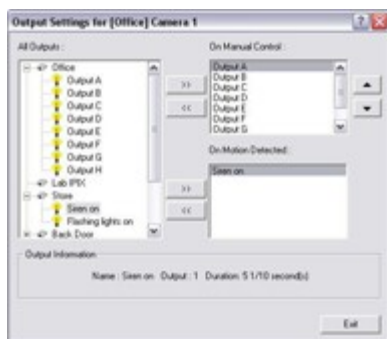 Output Settings for [Office] Camera 1
All Outputs :
Office
Output A
Output B
Output C
Output D
Output E
Output F
Output G
Output H
Lab IPIX
Store
Siren on
Flashing lights on
Back Door
>>
<<
>>
<<
On Manual Control :
Output A
Output B
Output C
Output D
Output E
Output F
Output G
On Motion Detected :
Siren on
Output Information
Name : Siren on Output : 1 Duration: 5 1/10 second(s)
Exit